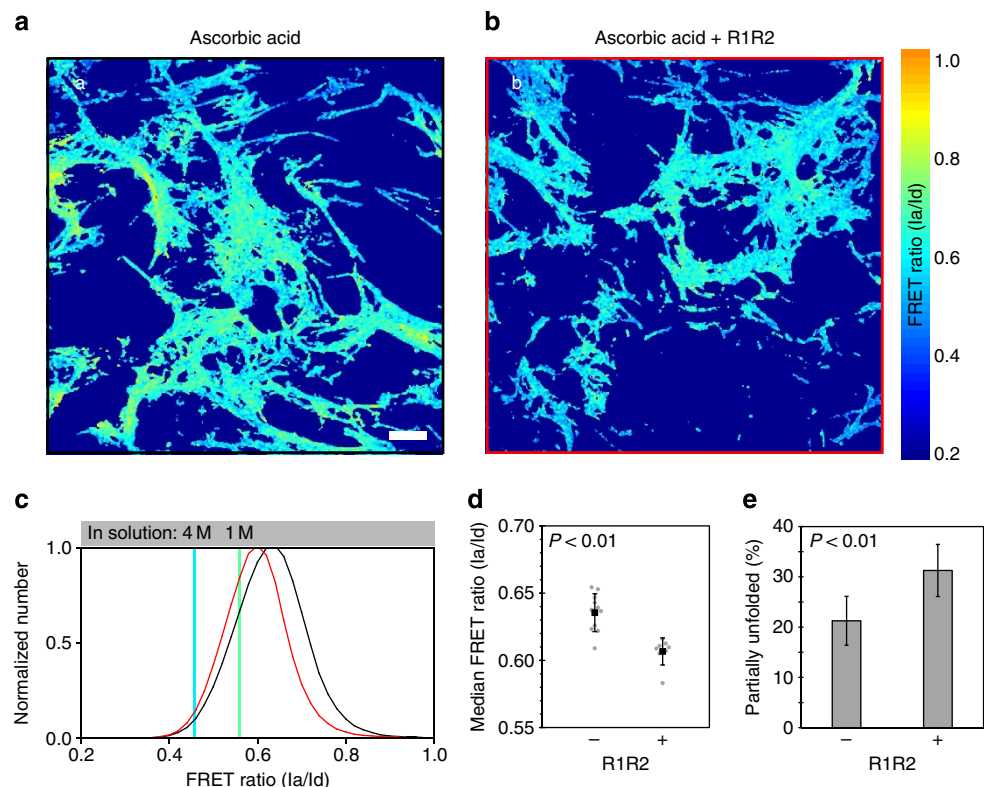 a
Ascorbic acid
a
b
Ascorbic acid + R1R2
b
1.0
0.8
0.6
0.4
0.2
FRET ratio (Ia/Id)
c
In solution: 4 M 1 M
1.0
0.5
0.0
Normalized number
0.2 0.4 0.6 0.8 1.0
FRET ratio (Ia/Id)
d
P < 0.01
0.70
0.65
0.60
0.55
Median FRET ratio (Ia/Id)
− +
R1R2
e
P < 0.01
40
30
20
10
0
Partially unfolded (%)
− +
R1R2